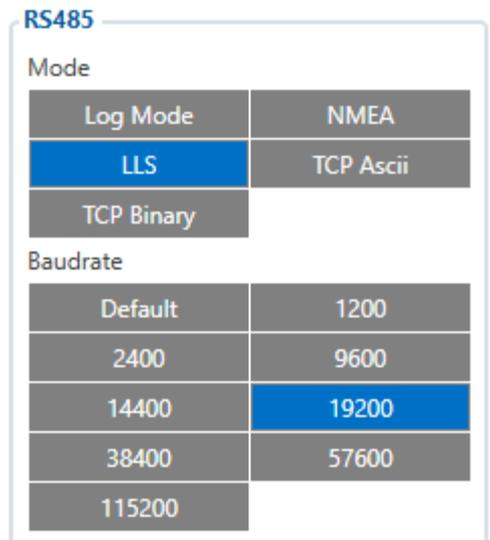 RS485
Mode
Log Mode NMEA
LLS TCP Ascii
TCP Binary
Baudrate
Default 1200
2400 9600
14400 19200
38400 57600
115200